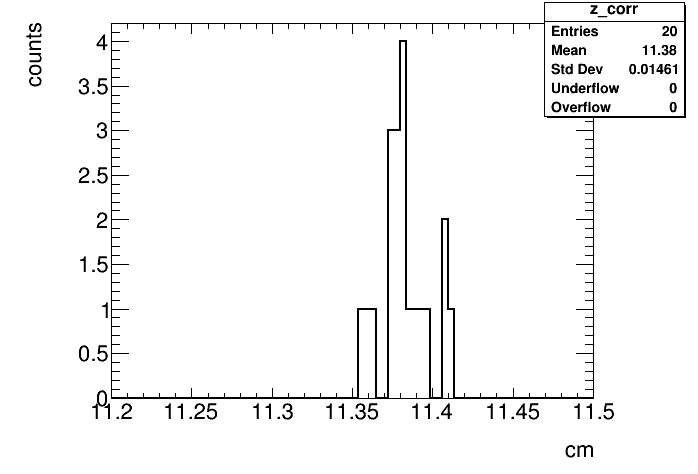 z_corr
Entries 20
Mean 11.38
Std Dev 0.01461
Underflow 0
Overflow 0
counts
4
3.5
3
2.5
2
1.5
1
0.5
0
11.2 11.25 11.3 11.35 11.4 11.45 11.5
cm